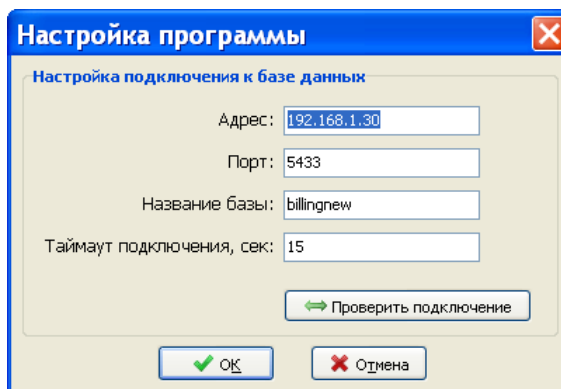 Настройка программы
Настройка подключения к базе данных
Адрес: 192.168.1.30
Порт: 5433
Название базы: billingnew
Таймаут подключения, сек: 15
Проверить подключение
ОК Отмена